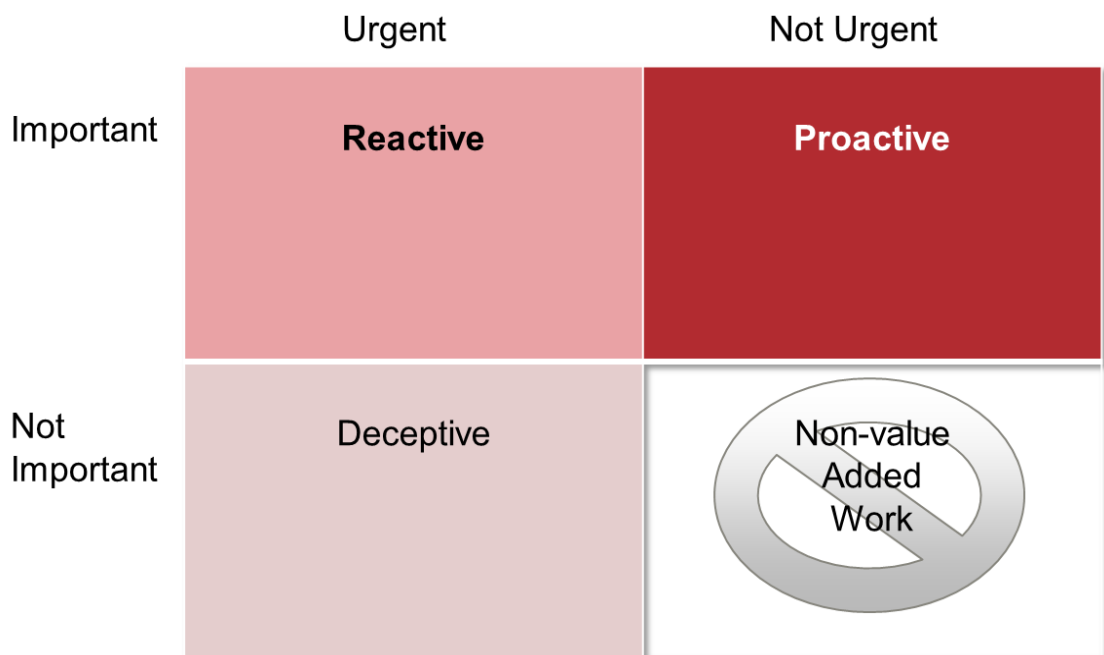 Urgent
Not Urgent
Important
Reactive
Proactive
Not
Important
Deceptive
Non-value
Added
Work